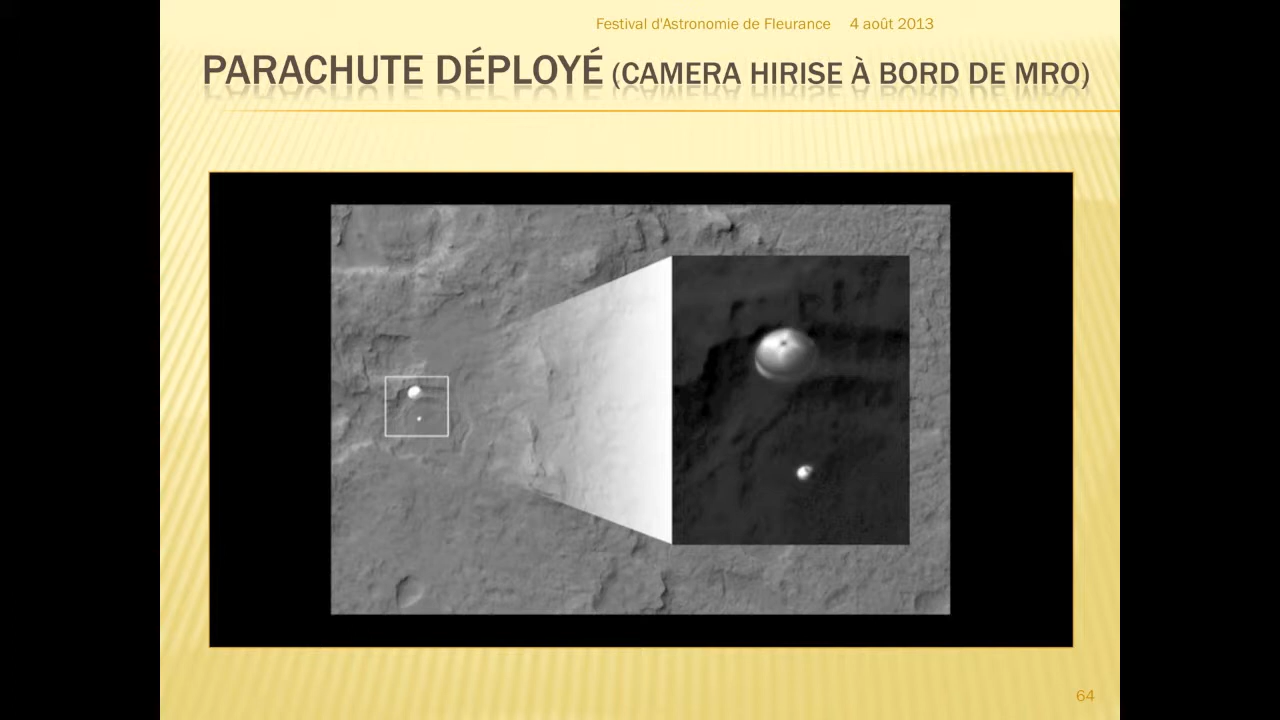 Festival d'Astronomie de Fleurance 4 août 2013
PARACHUTE DÉPLOYÉ (CAMERA HIRISE À BORD DE MRO)
64